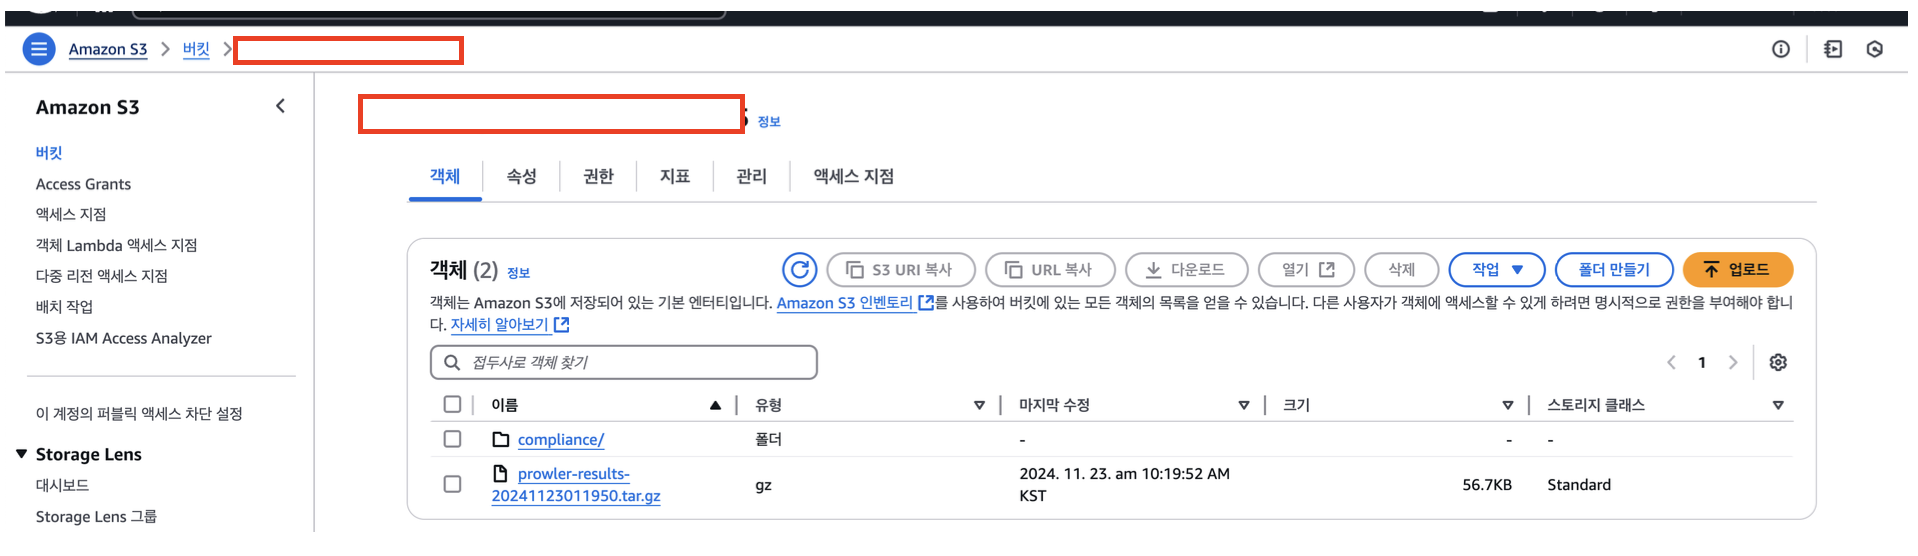 Amazon S3 > 버킷 >
정보
Amazon S3
버킷
Access Grants
액세스 지점
객체 Lambda 액세스 지점
다중 리전 액세스 지점
배치 작업
S3용 IAM Access Analyzer
이 계정의 퍼블릭 액세스 차단 설정
Storage Lens
대시보드
Storage Lens 그룹
객체 속성 권한 지표 관리 액세스 지점
객체 (2) 정보 S3 URI 복사 URL 복사 다운로드 열기 삭제 작업 폴더 만들기 업로드
객체는 Amazon S3에 저장되어 있는 기본 엔터티입니다. Amazon S3 인벤토리를 사용하여 버킷에 있는 모든 객체의 목록을 얻을 수 있습니다. 다른 사용자가 객체에 액세스할 수 있게 하려면 명시적으로 권한을 부여해야 합니
다. 자세히 알아보기
접두사로 객체 찾기
1
이름 유형 마지막 수정 크기 스토리지 클래스
compliance/ 폴더 - - -
prowler-results- 2024. 11. 23. am 10:19:52 AM
20241123011950.tar.gz gz KST 56.7KB Standard